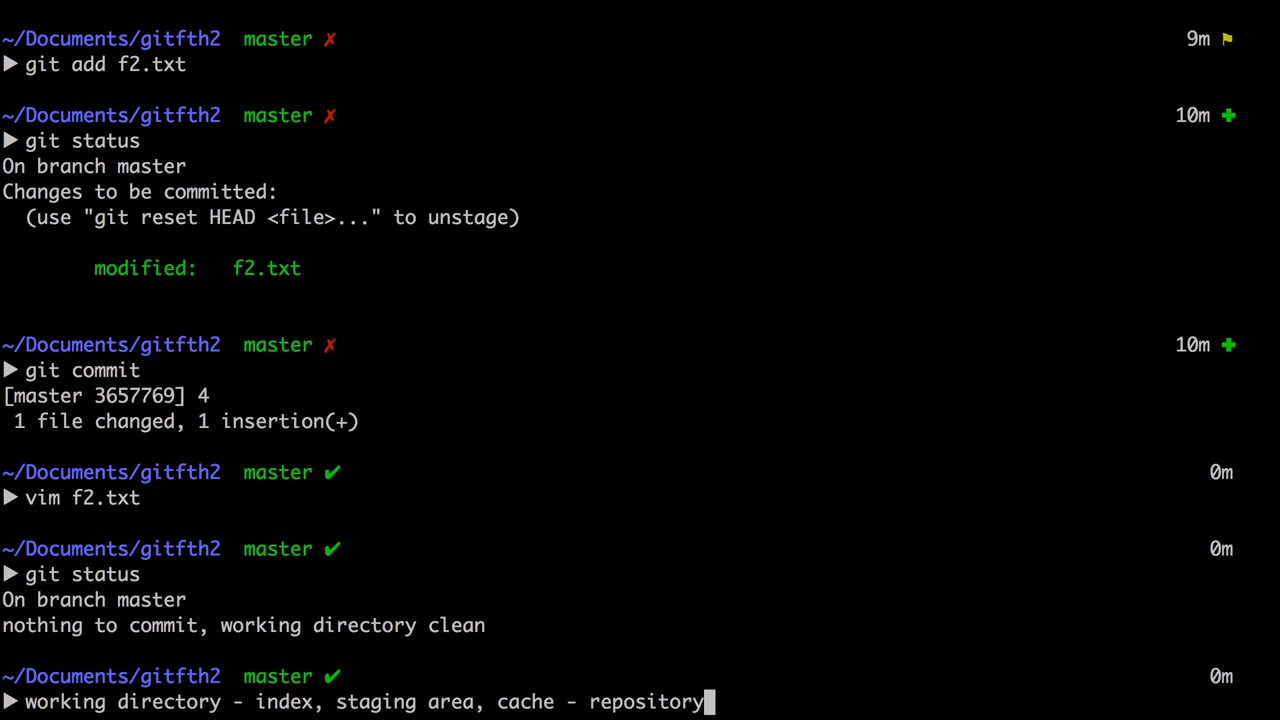 ~/Documents/gitfth2 master ✗ 9m ⚑
▶ git add f2.txt
~/Documents/gitfth2 master ✗ 10m ✚
▶ git status
On branch master
Changes to be committed:
(use "git reset HEAD <file>..." to unstage)
modified: f2.txt
~/Documents/gitfth2 master ✗ 10m ✚
▶ git commit
[master 3657769] 4
1 file changed, 1 insertion(+)
~/Documents/gitfth2 master ✔ 0m
▶ vim f2.txt
~/Documents/gitfth2 master ✔ 0m
▶ git status
On branch master
nothing to commit, working directory clean
~/Documents/gitfth2 master ✔ 0m
▶ working directory - index, staging area, cache - repository